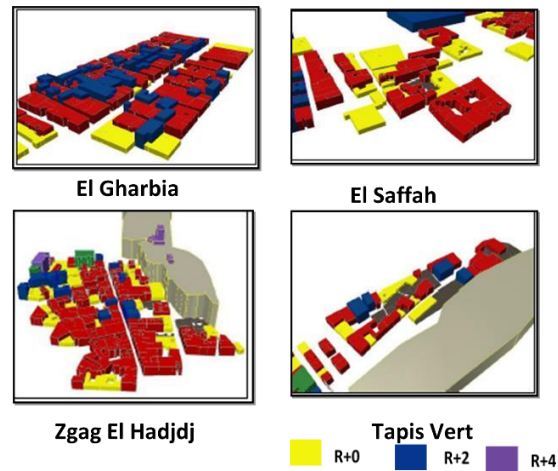 El Gharbia
El Saffah
Zgag El Hadjdj
Tapis Vert
R+0
R+2
R+4